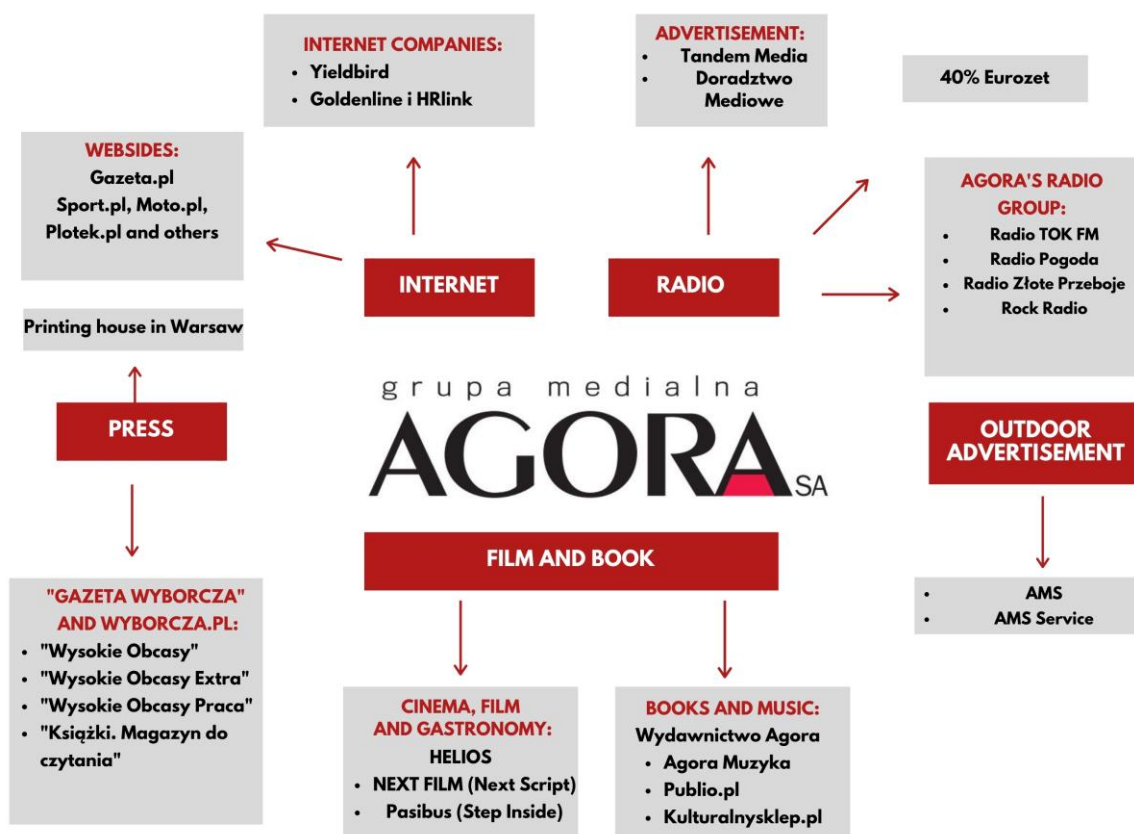 INTERNET COMPANIES:
• Yieldbird
• Goldenline i HRlink
ADVERTISEMENT:
• Tandem Media
• Doradztwo
Mediowe
40% Eurozet
WEBSIDES:
Gazeta.pl
Sport.pl, Moto.pl,
Plotek.pl and others
AGORA'S RADIO
GROUP:
• Radio TOK FM
• Radio Pogoda
• Radio Złote Przeboje
• Rock Radio
INTERNET
RADIO
Printing house in Warsaw
PRESS
grupa medialna
AGORA SA
OUTDOOR
ADVERTISEMENT
FILM AND BOOK
"GAZETA WYBORCZA"
AND WYBORCZA.PL:
• "Wysokie Obcasy"
• "Wysokie Obcasy Extra"
• "Wysokie Obcasy Praca"
• "Książki. Magazyn do
czytania"
• AMS
• AMS Service
CINEMA, FILM
AND GASTRONOMY:
HELIOS
• NEXT FILM (Next Script)
• Pasibus (Step Inside)
BOOKS AND MUSIC:
Wydawnictwo Agora
• Agora Muzyka
• Publio.pl
• Kulturalnysklep.pl